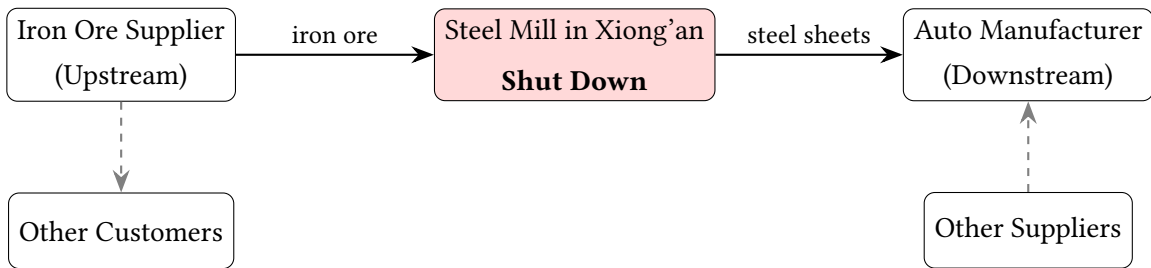 Iron Ore Supplier
(Upstream)
iron ore
Steel Mill in Xiong’an
Shut Down
steel sheets
Auto Manufacturer
(Downstream)
Other Customers
Other Suppliers